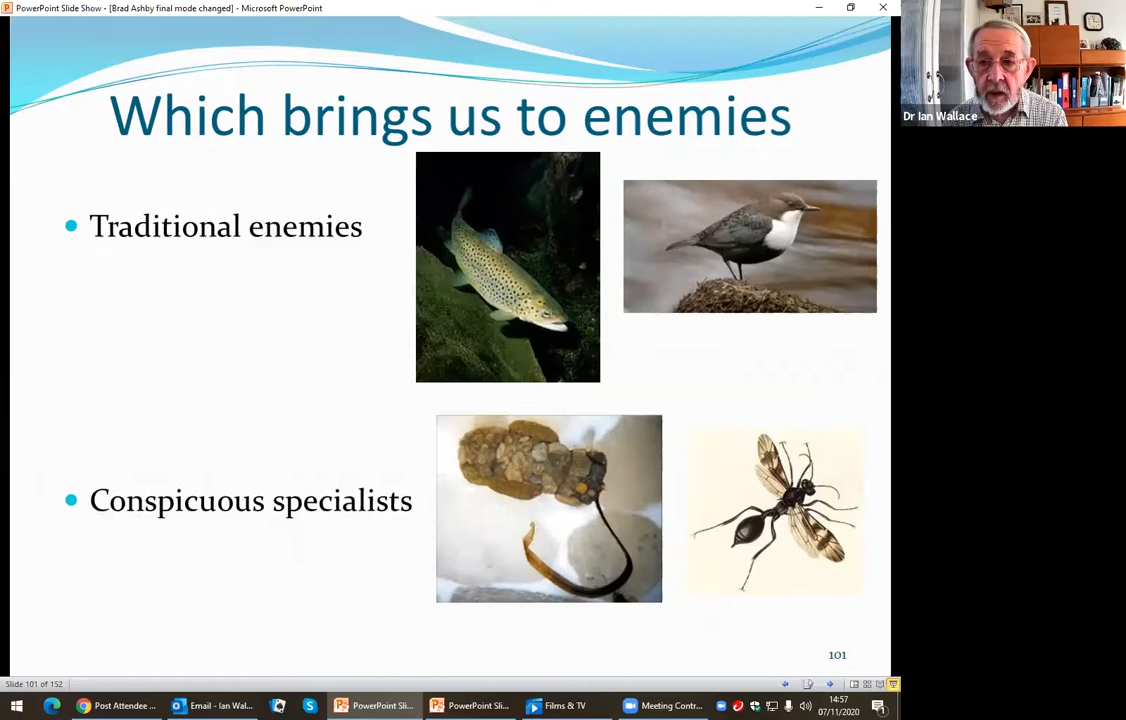 PowerPoint Slide Show - [Brad Ashby final mode changed] - Microsoft PowerPoint
Which brings us to enemies
Traditional enemies
Conspicuous specialists
101
Dr Ian Wallace
Slide 101 of 152
Post Attendee ...
Email - Ian Wal...
PowerPoint Sli...
PowerPoint Sli...
Films & TV
Meeting Contr...
14:57
07/11/2020